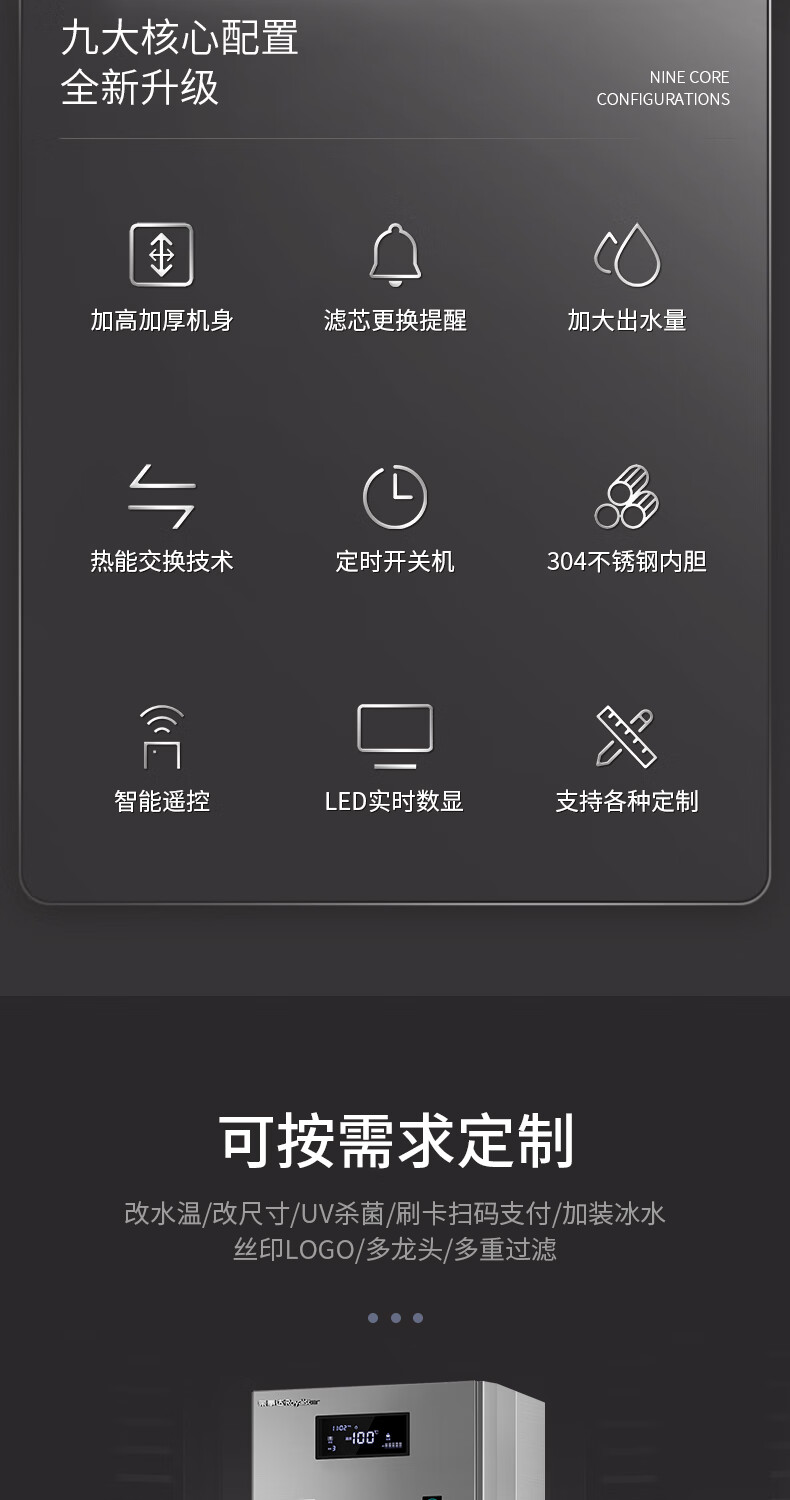 九大核心配置
全新升级
NINE CORE
CONFIGURATIONS
加高加厚机身
滤芯更换提醒
加大出水量
热能交换技术
定时开关机
304不锈钢内胆
智能遥控
LED实时数显
支持各种定制
可按需求定制
改水温/改尺寸/UV杀菌/刷卡扫码支付/加装冰水
丝印LOGO/多龙头/多重过滤
100°C